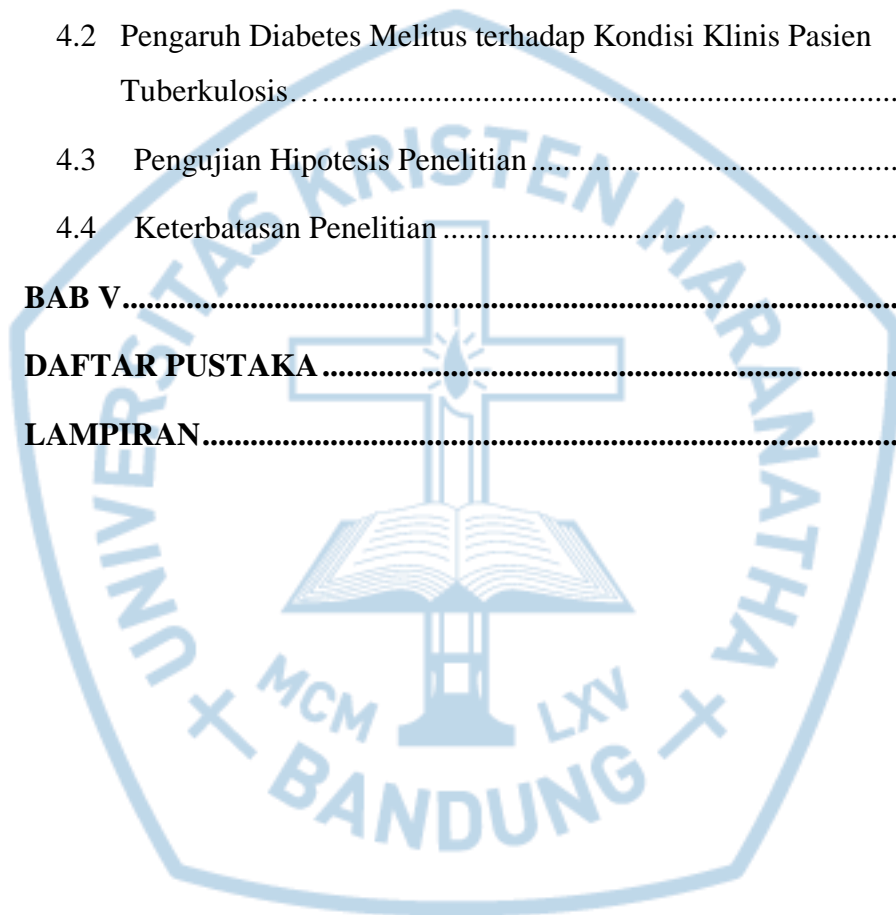 4.2 Pengaruh Diabetes Melitus terhadap Kondisi Klinis Pasien
Tuberkulosis…........................................................................
4.3 Pengujian Hipotesis Penelitian..............................................
4.4 Keterbatasan Penelitian........................................................
BAB V.........................................................................................
DAFTAR PUSTAKA.....................................................................
LAMPIRAN..................................................................................
UNIVERSITAS KRISTEN MARANATHA
MCM LXV
BANDUNG